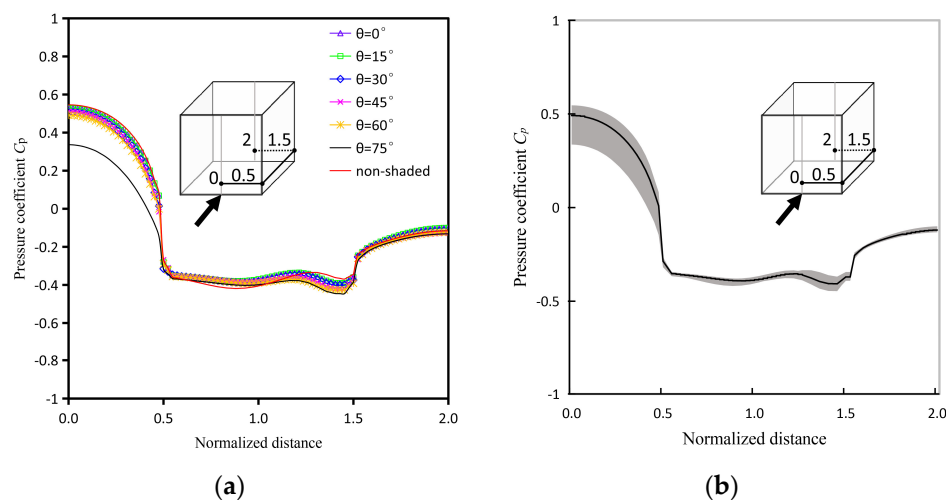 1
0.8
0.6
0.4
0.2
0
-0.2
-0.4
-0.6
-0.8
-1
Pressure coefficient Cp
0.0
0.5
1.0
1.5
2.0
Normalized distance
θ=0°
θ=15°
θ=30°
θ=45°
θ=60°
θ=75°
non-shaded
2 1.5
0 0.5
(a)
1
0.5
0
-0.5
-1
Pressure coefficient Cp
0.0
0.5
1.0
1.5
2.0
Normalized distance
2 1.5
0 0.5
(b)